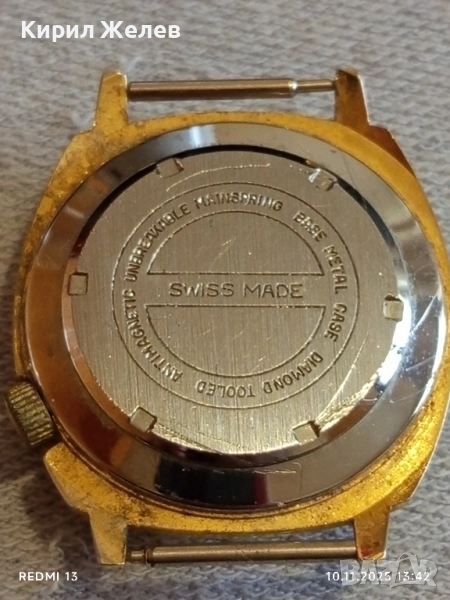 Кирил Желев
ANTIMAGNETIC UNBREAKABLE MAINSPRING BASE METAL CASE DIAMOND TOOLED
SWISS MADE
REDMI 13
10.11.2025 13:42